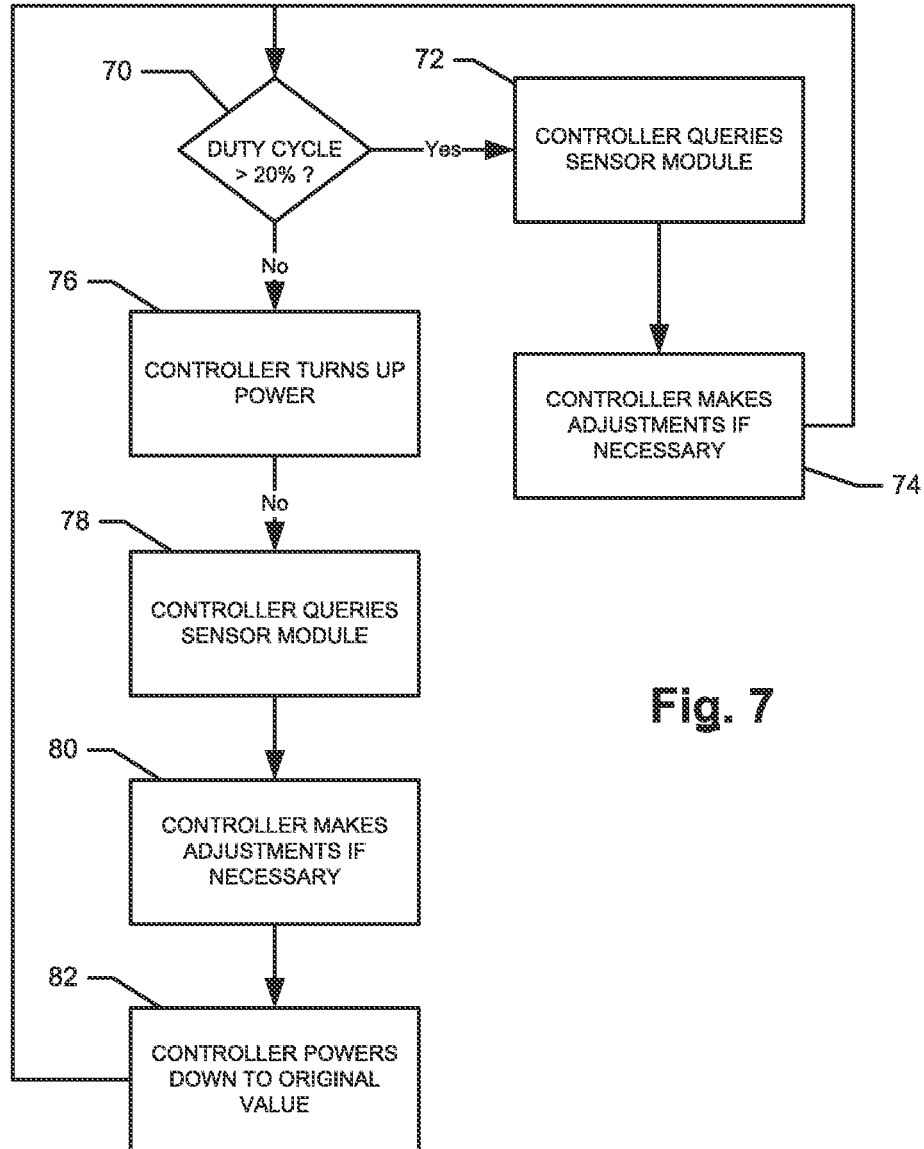 70
DUTY CYCLE
> 20% ?
Yes
72
CONTROLLER QUERIES
SENSOR MODULE
No
76
CONTROLLER TURNS UP
POWER
CONTROLLER MAKES
ADJUSTMENTS IF
NECESSARY
74
No
78
CONTROLLER QUERIES
SENSOR MODULE
Fig. 7
80
CONTROLLER MAKES
ADJUSTMENTS IF
NECESSARY
82
CONTROLLER POWERS
DOWN TO ORIGINAL
VALUE